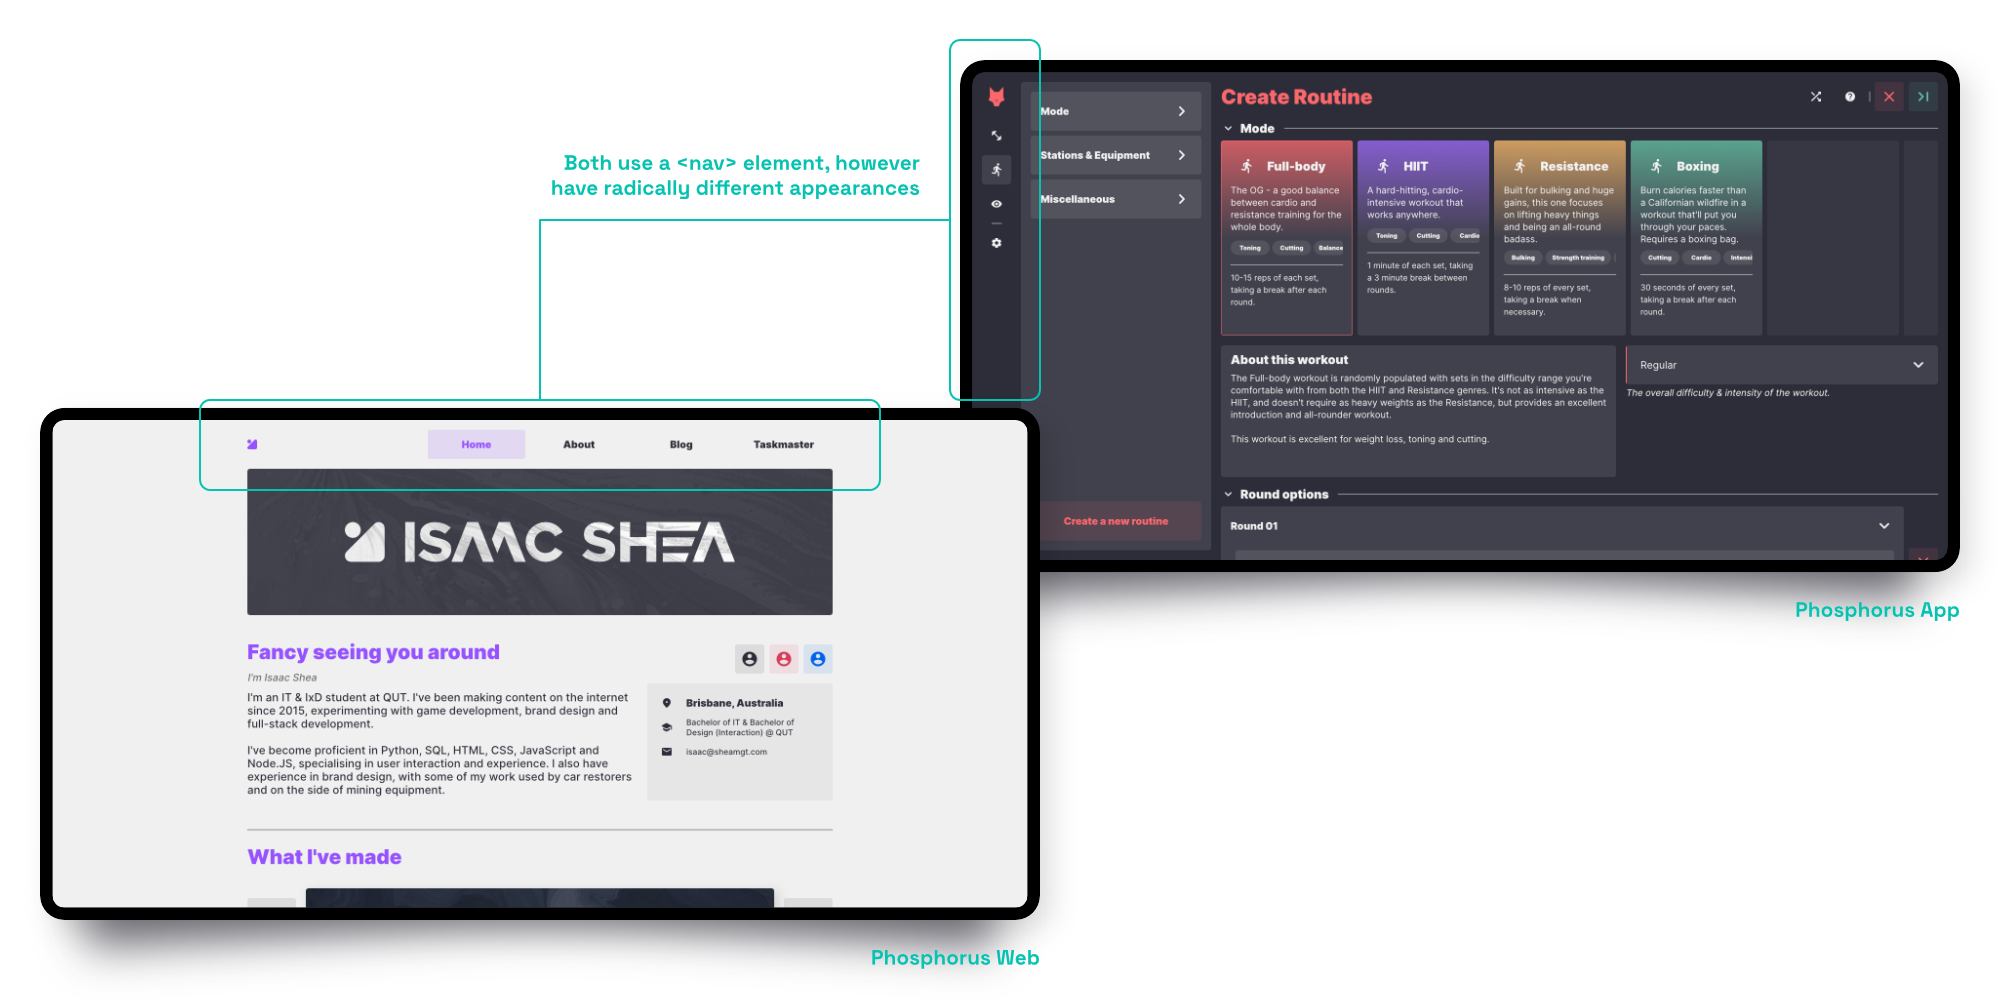 Both use a <nav> element, however
have radically different appearances
Mode
Stations & Equipment
Miscellaneous
Create a new routine
Create Routine
Mode
Full-body
The OG - a good balance
between cardio and
resistance training for the
whole body.
Toning Cutting Balance
10-15 reps of each set,
taking a break after each
round.
HIIT
A hard-hitting, cardio-
intensive workout that
works anywhere.
Toning Cutting Cardio
1 minute of each set, taking
a 3 minute break between
rounds.
Resistance
Built for bulking and huge
gains, this one focuses
on lifting heavy things
and being an all-round
badass.
Bulking Strength training
8-10 reps of every set,
taking a break when
necessary.
Boxing
Burn calories faster than
a Californian wildfire in a
workout that'll put you
through your paces.
Requires a boxing bag.
Cutting Cardio Intensi
30 seconds of every set,
taking a break after each
round.
About this workout
The Full-body workout is randomly populated with sets in the difficulty range you're
comfortable with from both the HIIT and Resistance genres. It's not as intensive as the
HIIT, and doesn't require as heavy weights as the Resistance, but provides an excellent
introduction and all-rounder workout.
This workout is excellent for weight loss, toning and cutting.
Regular
The overall difficulty & intensity of the workout.
Round options
Round 01
Phosphorus App
Home About Blog Taskmaster
ISAAC SHEA
Fancy seeing you around
I'm Isaac Shea
I'm an IT & IxD student at QUT. I've been making content on the internet
since 2015, experimenting with game development, brand design and
full-stack development.
I've become proficient in Python, SQL, HTML, CSS, JavaScript and
Node.JS, specialising in user interaction and experience. I also have
experience in brand design, with some of my work used by car restorers
and on the side of mining equipment.
Brisbane, Australia
Bachelor of IT & Bachelor of
Design (Interaction) @ QUT
isaac@sheamgt.com
What I've made
Phosphorus Web